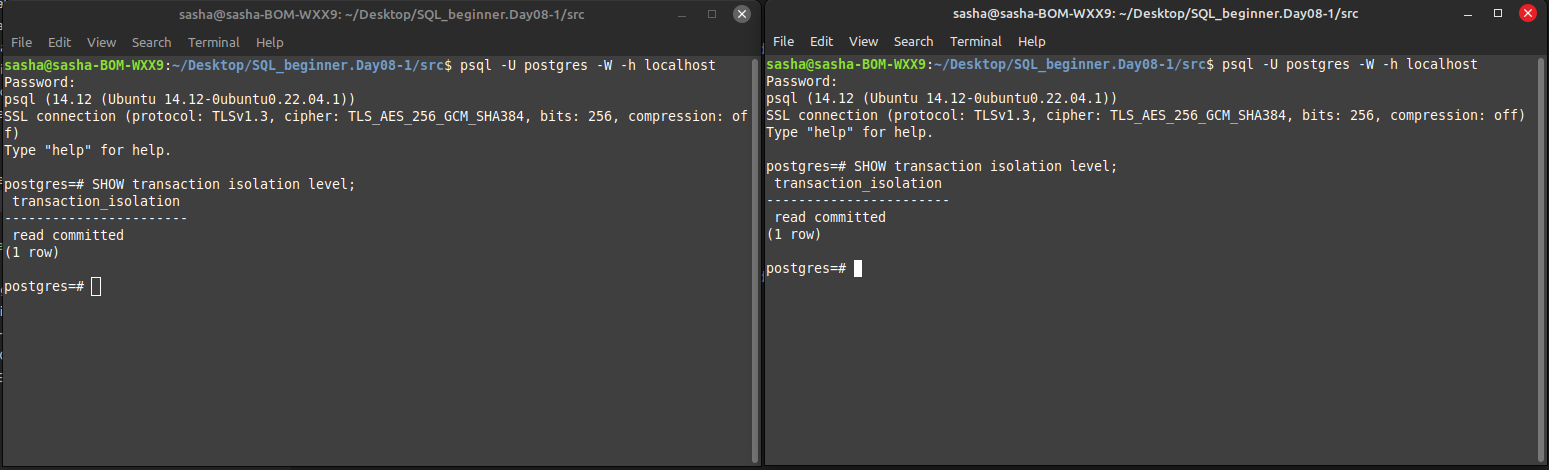 sasha@sasha-BOM-WXX9: ~/Desktop/SQL_beginner.Day08-1/src
File Edit View Search Terminal Help
sasha@sasha-BOM-WXX9:~/Desktop/SQL_beginner.Day08-1/src$ psql -U postgres -W -h localhost
Password:
psql (14.12 (Ubuntu 14.12-0ubuntu0.22.04.1))
SSL connection (protocol: TLSv1.3, cipher: TLS_AES_256_GCM_SHA384, bits: 256, compression: of
f)
Type "help" for help.
postgres=# SHOW transaction isolation level;
transaction_isolation
-----------------------
read committed
(1 row)
postgres=#
sasha@sasha-BOM-WXX9: ~/Desktop/SQL_beginner.Day08-1/src
File Edit View Search Terminal Help
sasha@sasha-BOM-WXX9:~/Desktop/SQL_beginner.Day08-1/src$ psql -U postgres -W -h localhost
Password:
psql (14.12 (Ubuntu 14.12-0ubuntu0.22.04.1))
SSL connection (protocol: TLSv1.3, cipher: TLS_AES_256_GCM_SHA384, bits: 256, compression: off)
Type "help" for help.
postgres=# SHOW transaction isolation level;
transaction_isolation
-----------------------
read committed
(1 row)
postgres=#